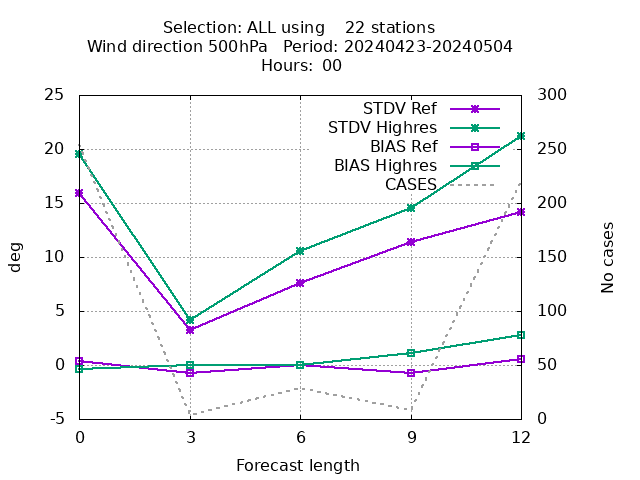 Selection: ALL using    22 stations
Wind direction 500hPa   Period: 20240423-20240504
Hours: 00
25
20
15
10
5
0
-5
300
250
200
150
100
50
0
STDV Ref
STDV Highres
BIAS Ref
BIAS Highres
CASES
deg
No cases
0 3 6 9 12
Forecast length